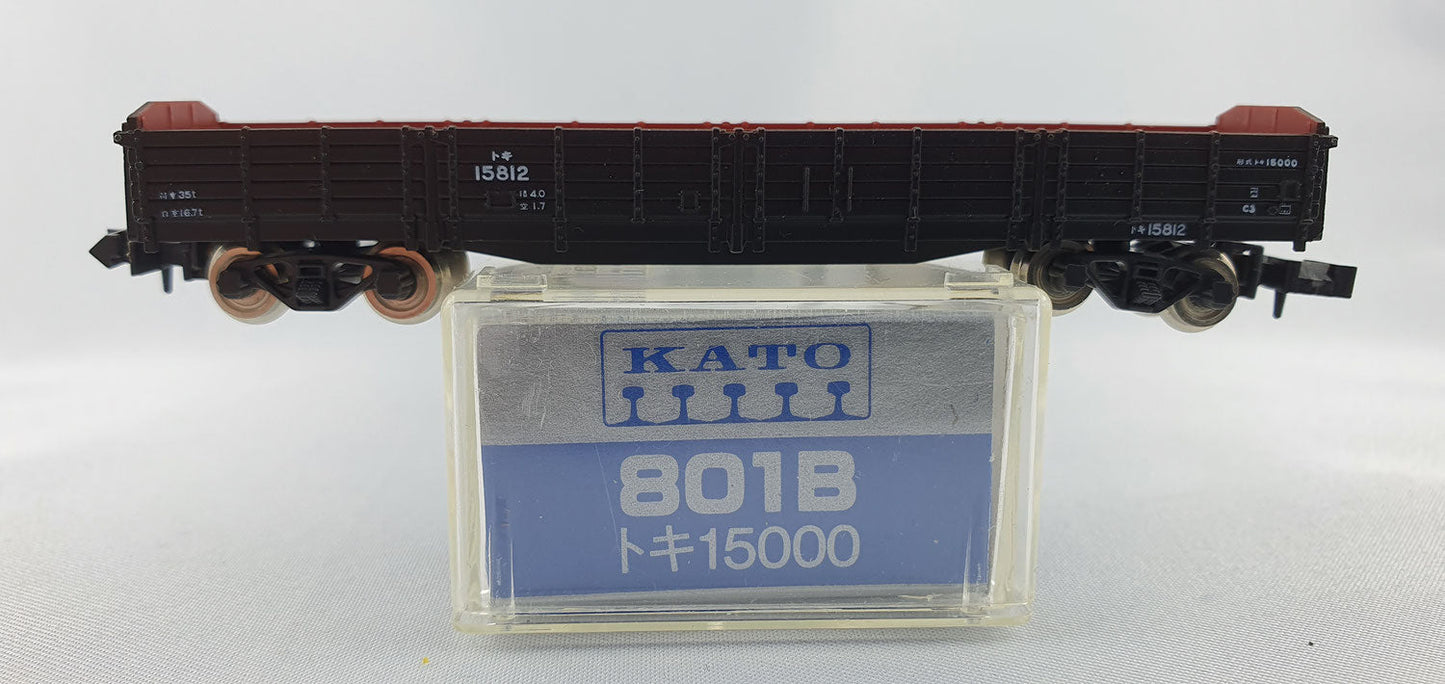 トキ
15812
形式トキ15000
荷重35t
自重16.7t
積4.0
空1.7
C3
トキ15812
KATO
801B
トキ15000